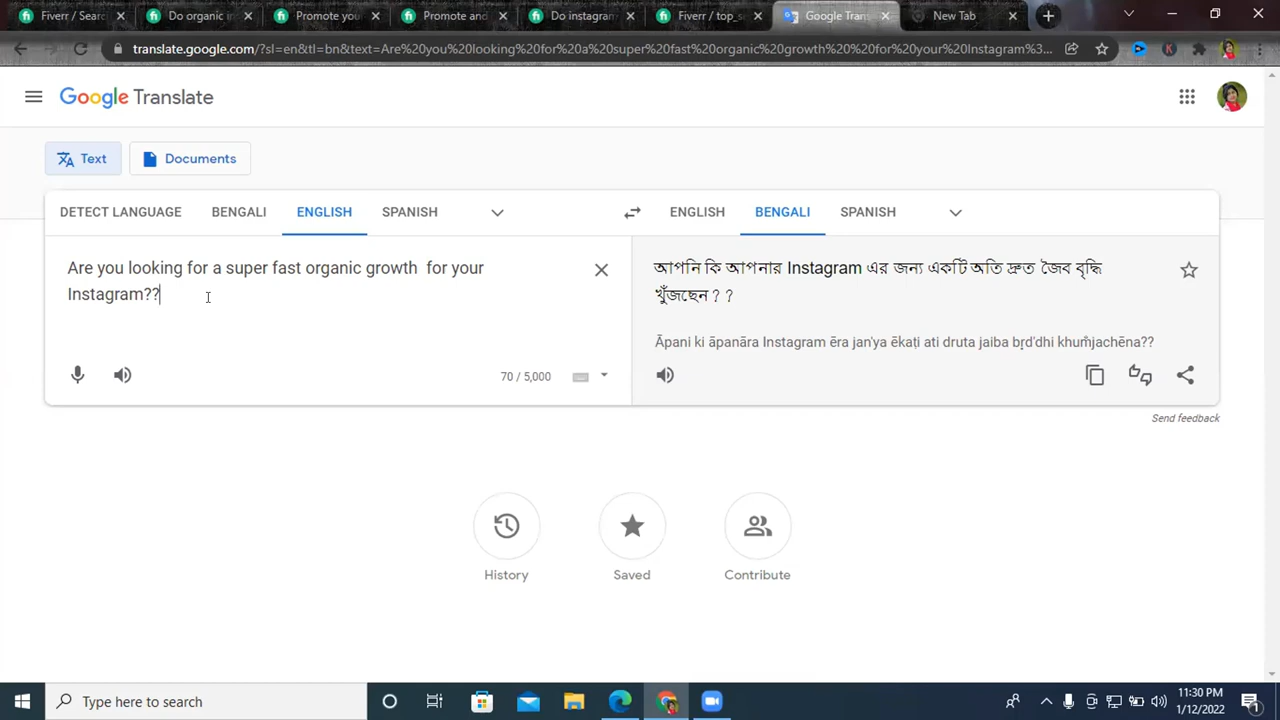 Fiverr / Sear
Do organic in
Promote you
Promote and
Do instagram
Fiverr / top_s
Google Trans
New Tab
translate.google.com/?sl=en&tl=bn&text=Are%20you%20looking%20for%20a%20super%20fast%20organic%20growth%20%20for%20your%20Instagram%3...
K
Google Translate
Text
Documents
DETECT LANGUAGE
BENGALI
ENGLISH
SPANISH
ENGLISH
BENGALI
SPANISH
Are you looking for a super fast organic growth  for your
Instagram??
আপনি কি আপনার Instagram এর জন্য একটি অতি দ্রুত জৈব বৃদ্ধি
খুঁজছেন? ?
Āpani ki āpanāra Instagram ēra jan'ya ēkaṭi ati druta jaiba br̥d'dhi khum̐jachēna??
70 / 5,000
Send feedback
History
Saved
Contribute
Type here to search
11:30 PM
1/12/2022
1